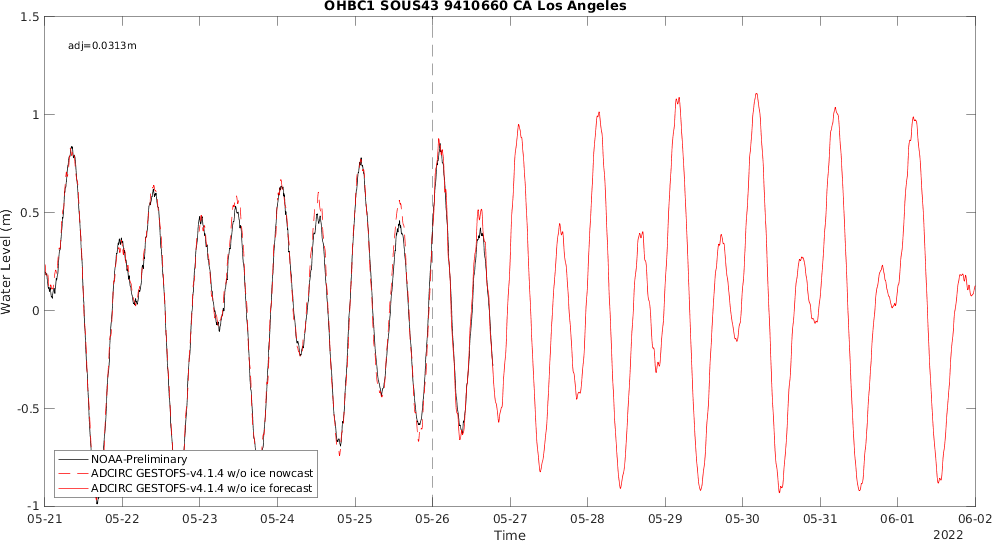 OHBC1 SOUS43 9410660 CA Los Angeles
adj=0.0313m
1.5
1
0.5
0
-0.5
-1
Water Level (m)
NOAA-Preliminary
ADCIRC GESTOFS-v4.1.4 w/o ice nowcast
ADCIRC GESTOFS-v4.1.4 w/o ice forecast
05-21 05-22 05-23 05-24 05-25 05-26 05-27 05-28 05-29 05-30 05-31 06-01 06-02
Time
2022